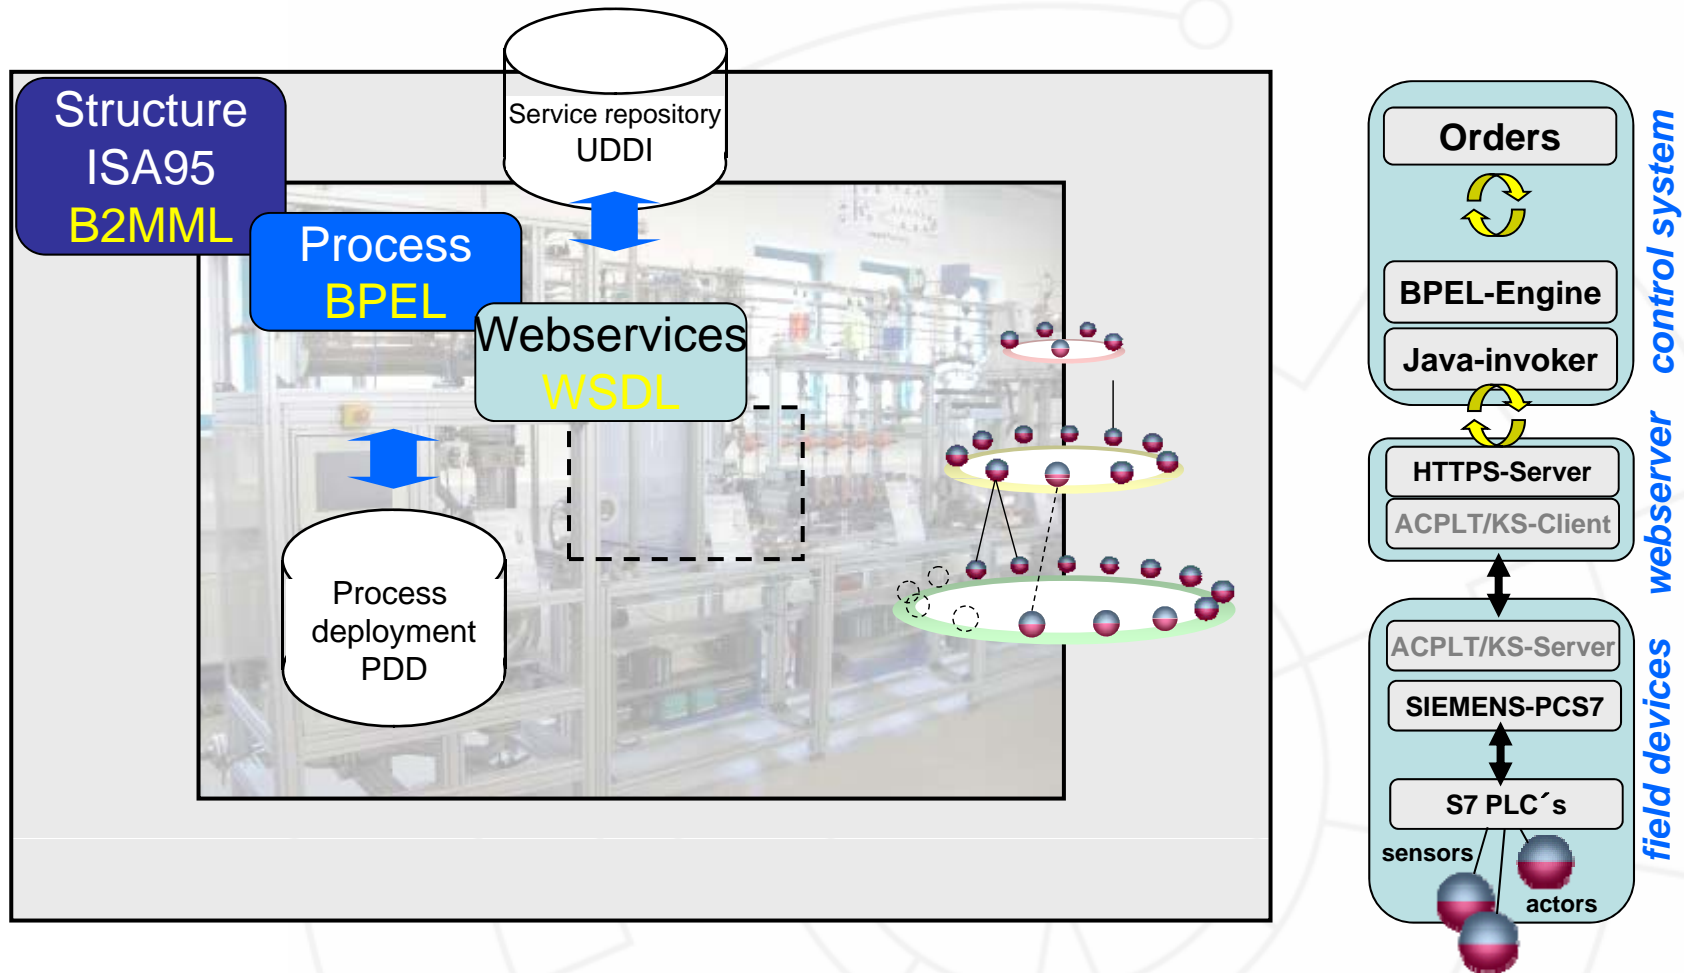 Structure
ISA95
B2MML
Process
BPEL
Webservices
WSDL
Service repository
UDDI
Process
deployment
PDD
Orders
BPEL-Engine
Java-invoker
control system
HTTPS-Server
ACPLT/KS-Client
webserver
ACPLT/KS-Server
SIEMENS-PCS7
S7 PLC´s
sensors
actors
field devices